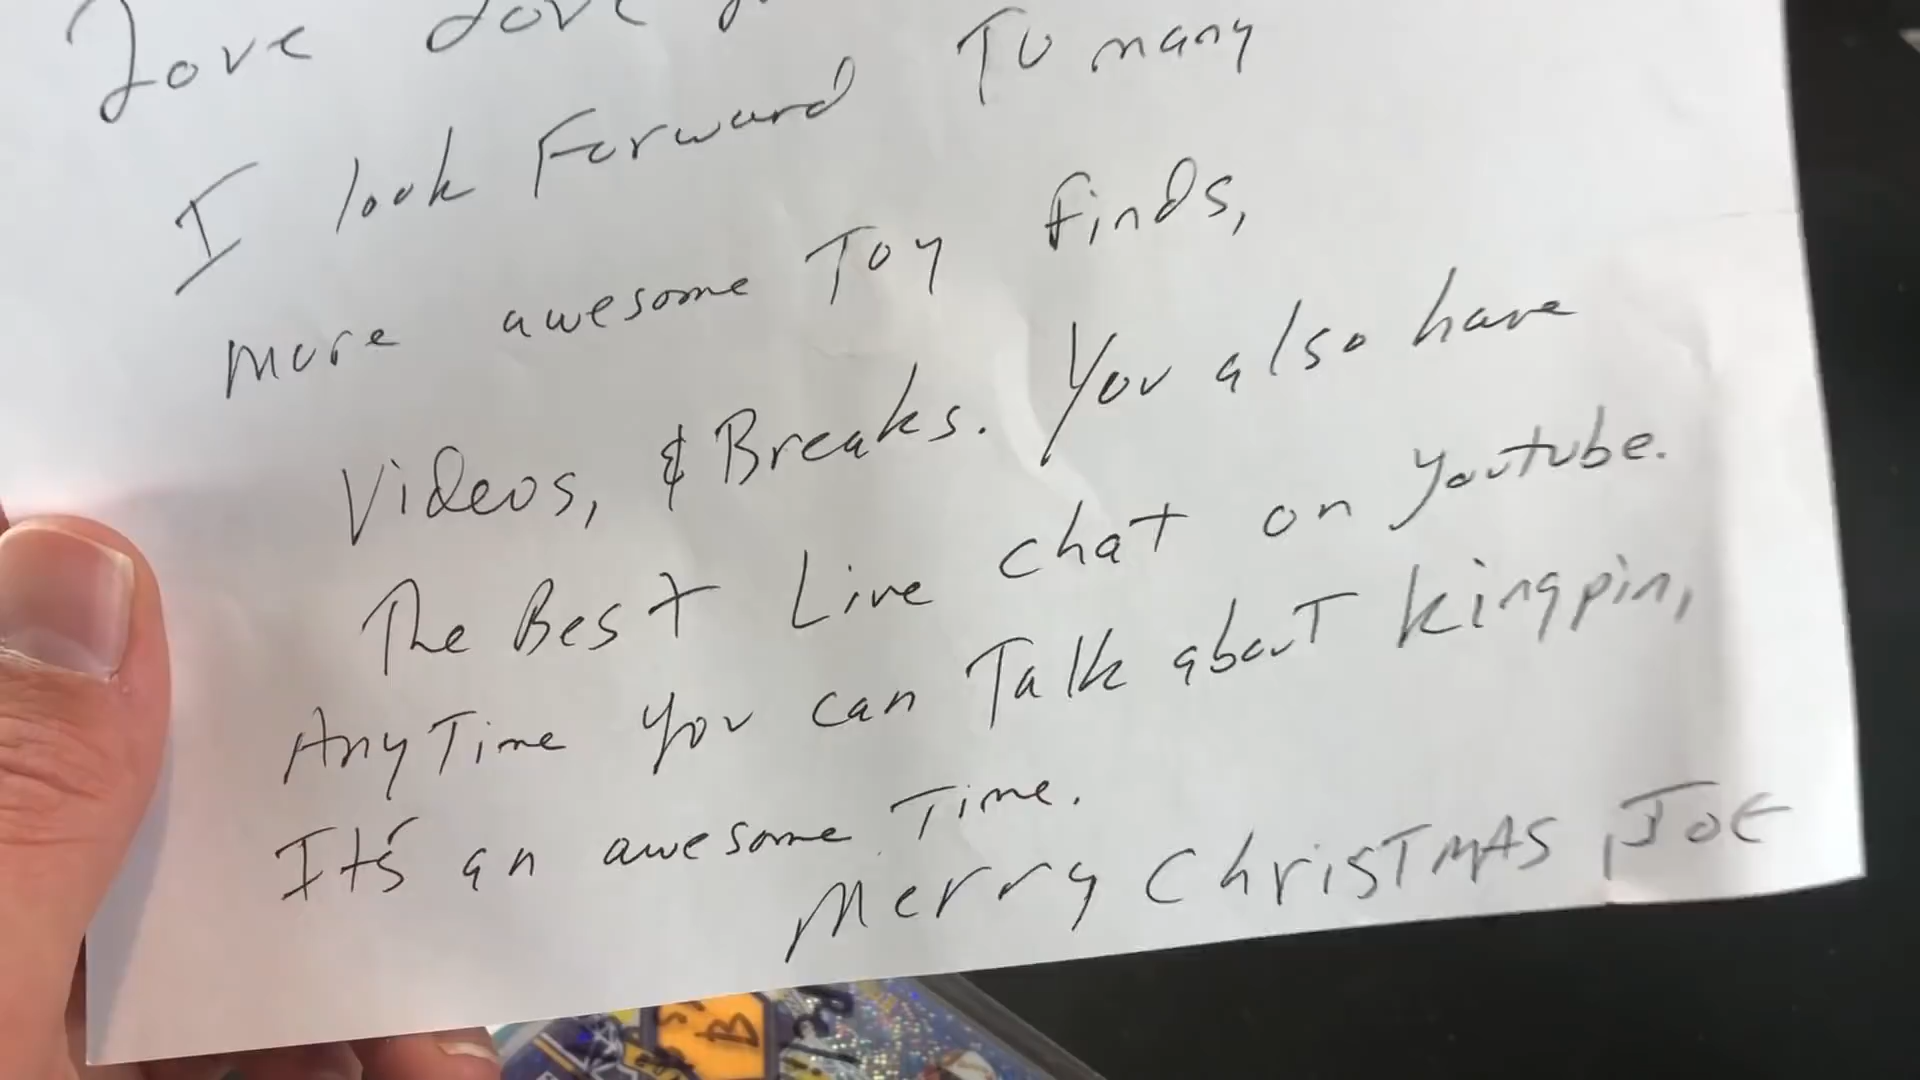 Love
I look Forward To many
more awesome Toy finds,
Videos, & Breaks. You also have
The Best Live chat on Youtube.
AnyTime you can Talk about kingpin,
It's an awesome Time.
Merry ChrisTMAS, JOE
B